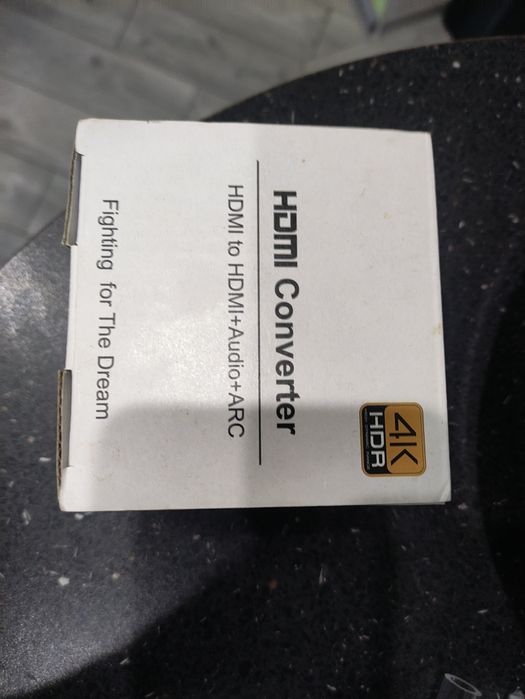 4K
HDR
HDMI Converter
HDMI to HDMI+Audio+ARC
Fighting for The Dream